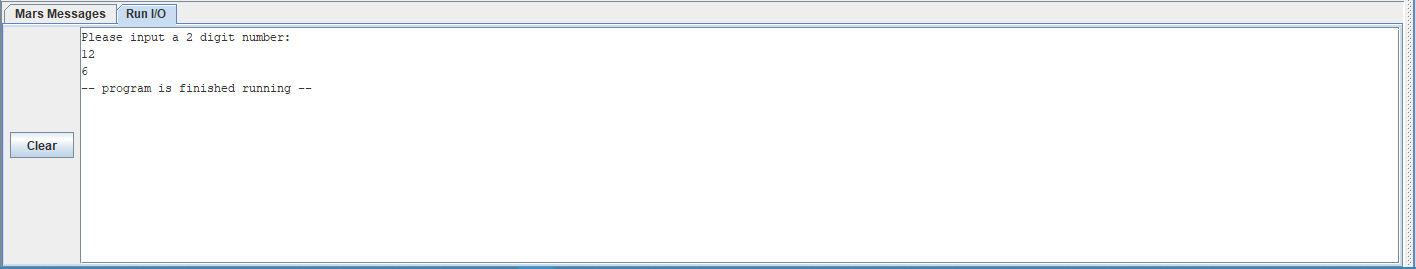 Mars Messages Run I/O
Please input a 2 digit number:
12
6
-- program is finished running --
Clear